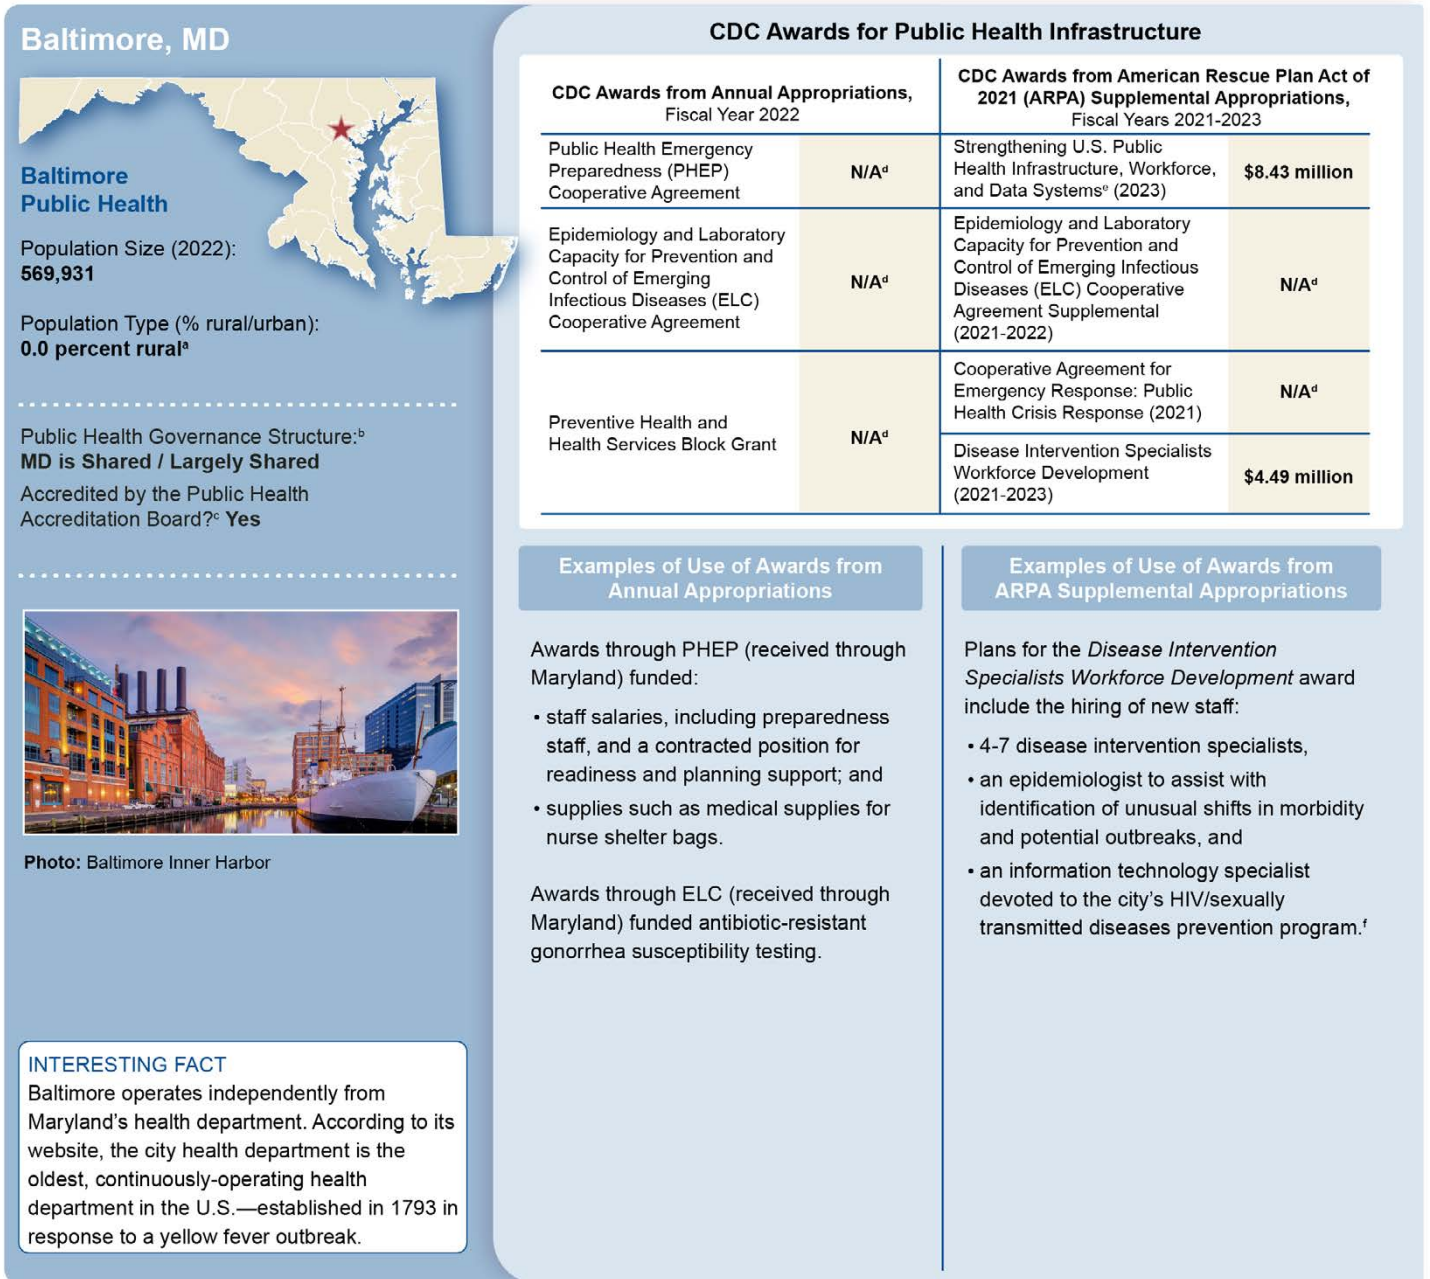 Baltimore, MD
Baltimore
Public Health
Population Size (2022):
569,931
Population Type (% rural/urban):
0.0 percent ruralᵃ
Public Health Governance Structure:ᵇ
MD is Shared / Largely Shared
Accredited by the Public Health
Accreditation Board?ᶜ Yes
Photo: Baltimore Inner Harbor
INTERESTING FACT
Baltimore operates independently from
Maryland's health department. According to its
website, the city health department is the
oldest, continuously-operating health
department in the U.S.—established in 1793 in
response to a yellow fever outbreak.
CDC Awards for Public Health Infrastructure
CDC Awards from Annual Appropriations,
Fiscal Year 2022
Public Health Emergency
Preparedness (PHEP)
Cooperative Agreement
N/Aᵈ
Epidemiology and Laboratory
Capacity for Prevention and
Control of Emerging
Infectious Diseases (ELC)
Cooperative Agreement
N/Aᵈ
Preventive Health and
Health Services Block Grant
N/Aᵈ
CDC Awards from American Rescue Plan Act of
2021 (ARPA) Supplemental Appropriations,
Fiscal Years 2021-2023
Strengthening U.S. Public
Health Infrastructure, Workforce,
and Data Systemsᵉ (2023)
$8.43 million
Epidemiology and Laboratory
Capacity for Prevention and
Control of Emerging Infectious
Diseases (ELC) Cooperative
Agreement Supplemental
(2021-2022)
N/Aᵈ
Cooperative Agreement for
Emergency Response: Public
Health Crisis Response (2021)
N/Aᵈ
Disease Intervention Specialists
Workforce Development
(2021-2023)
$4.49 million
Examples of Use of Awards from
Annual Appropriations
Awards through PHEP (received through
Maryland) funded:
• staff salaries, including preparedness
staff, and a contracted position for
readiness and planning support; and
• supplies such as medical supplies for
nurse shelter bags.
Awards through ELC (received through
Maryland) funded antibiotic-resistant
gonorrhea susceptibility testing.
Examples of Use of Awards from
ARPA Supplemental Appropriations
Plans for the Disease Intervention
Specialists Workforce Development award
include the hiring of new staff:
• 4-7 disease intervention specialists,
• an epidemiologist to assist with
identification of unusual shifts in morbidity
and potential outbreaks, and
• an information technology specialist
devoted to the city's HIV/sexually
transmitted diseases prevention program.ᶠ